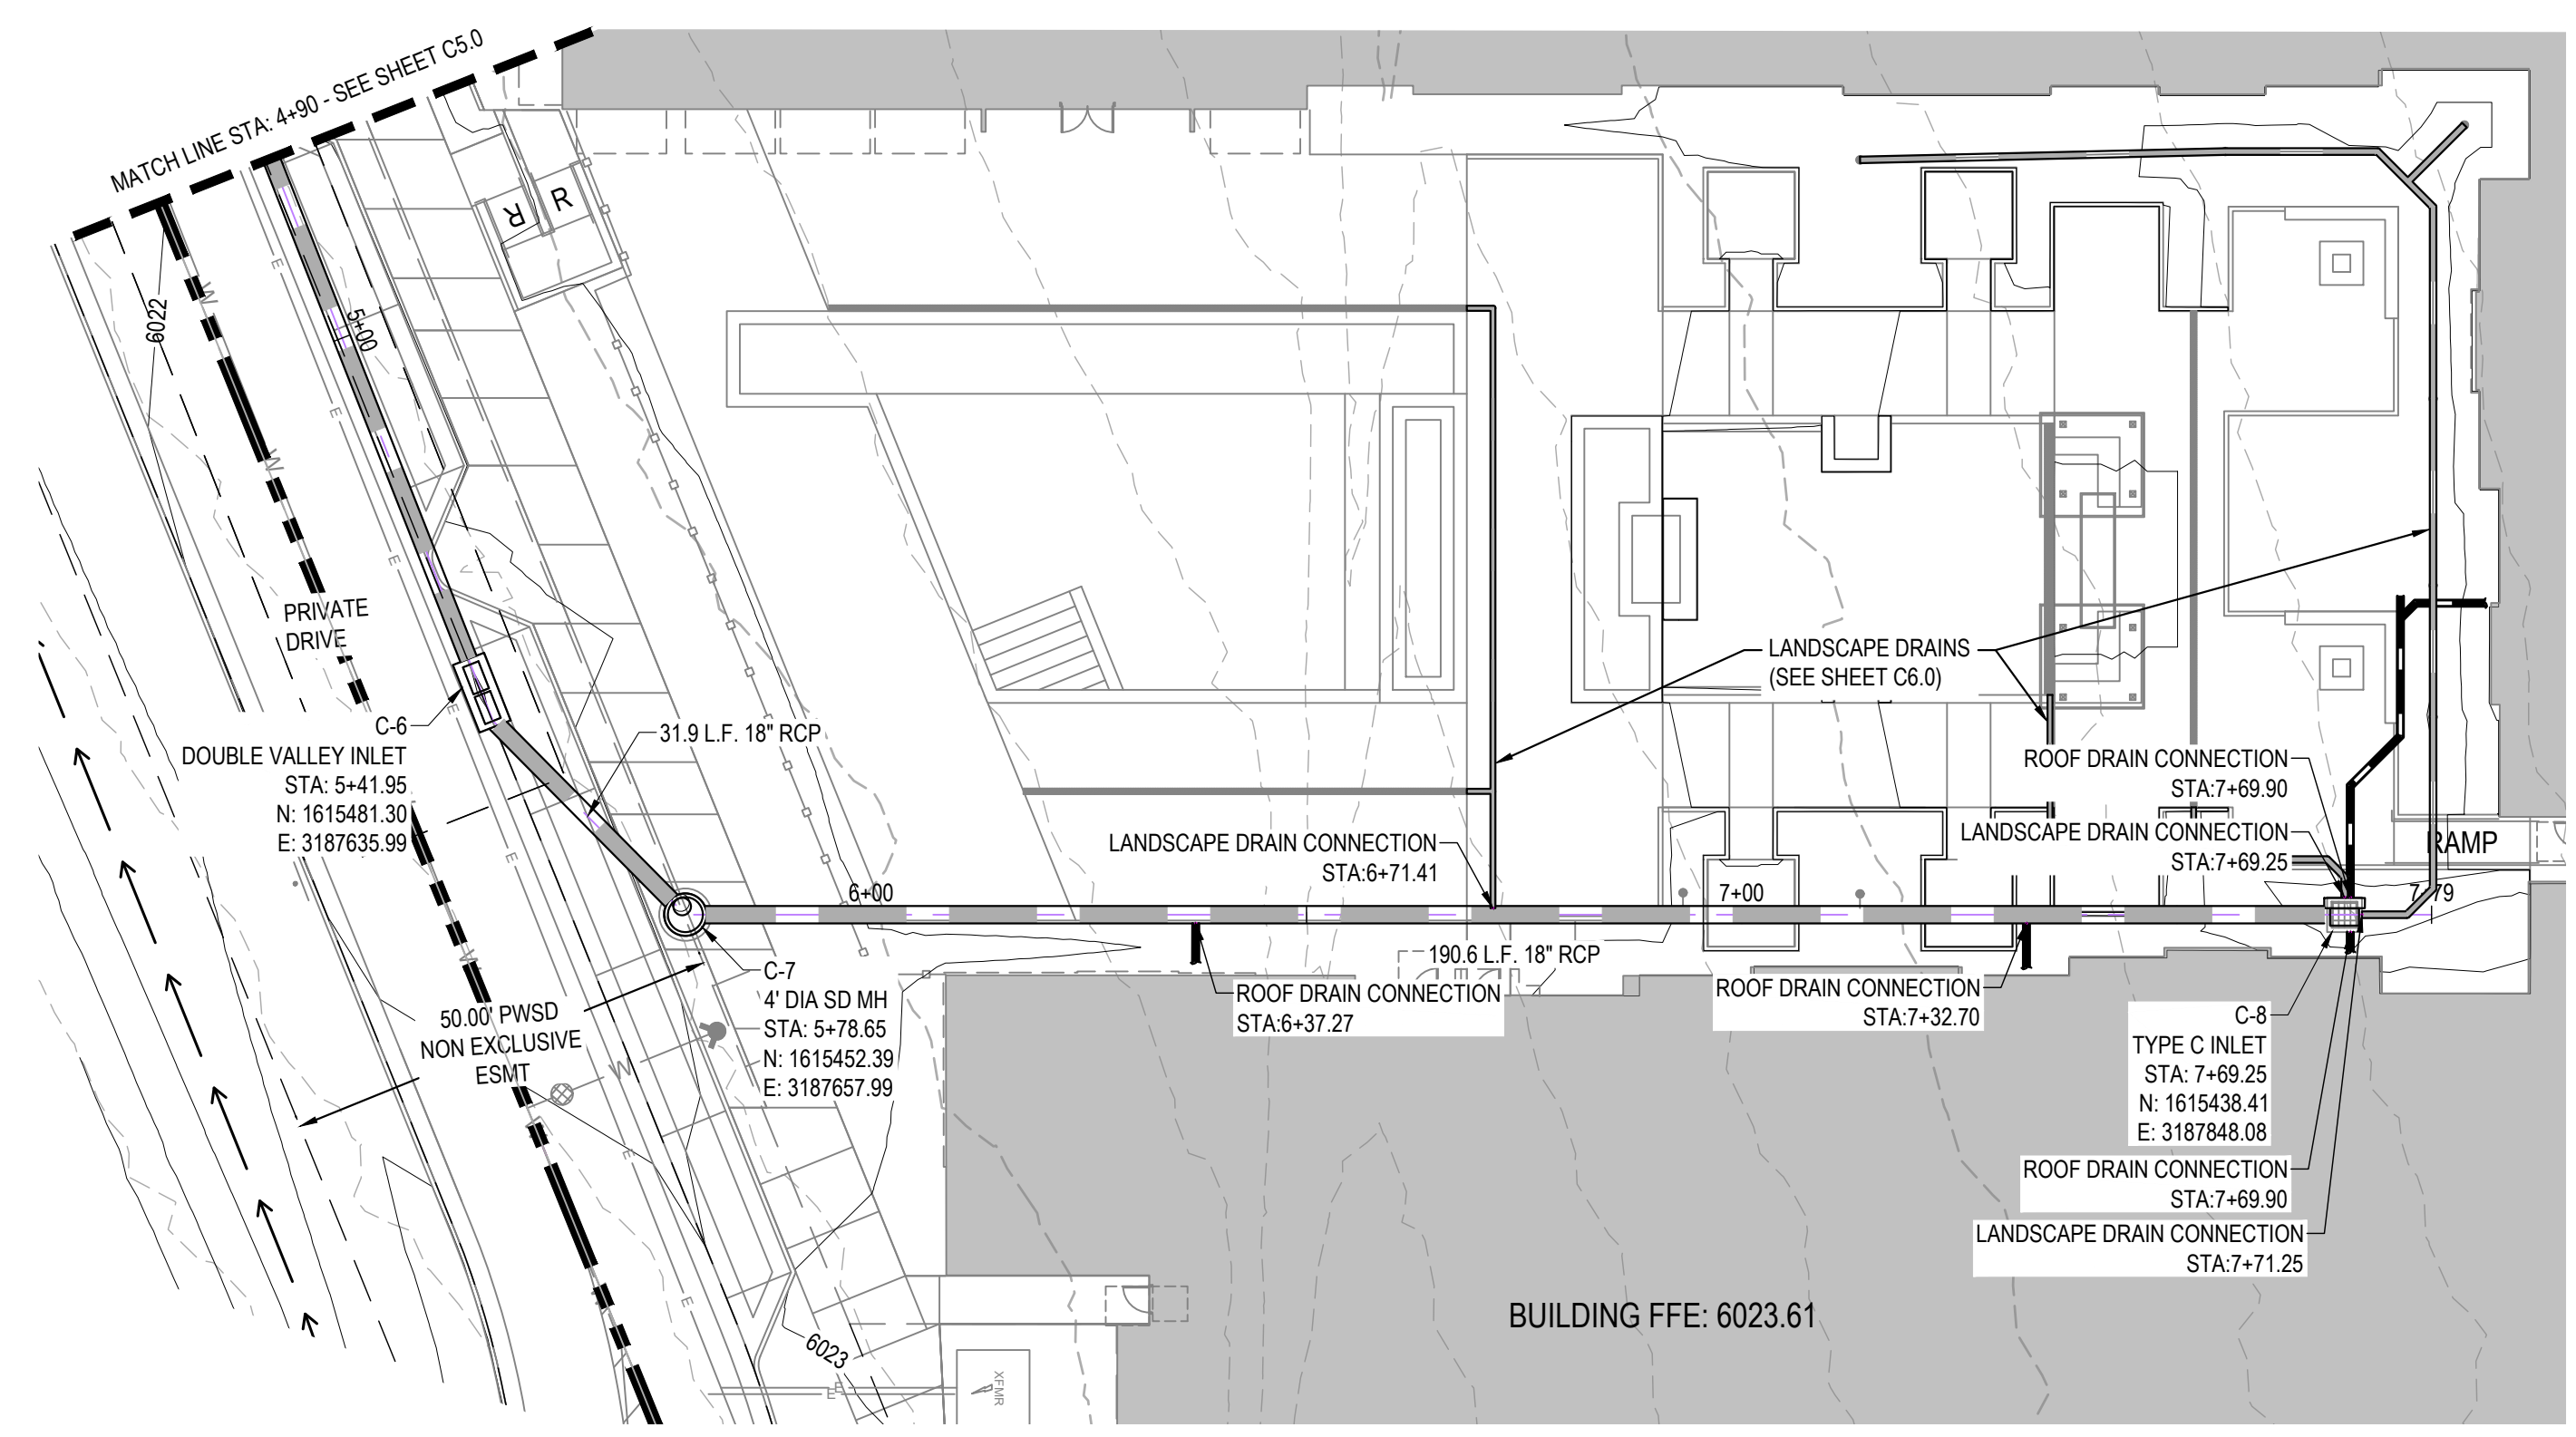 MATCH LINE STA: 4+90 - SEE SHEET C5.0
6022
W
E
5+00
R
R
W
E
E
PRIVATE
DRIVE
LANDSCAPE DRAINS
(SEE SHEET C6.0)
E
C-6
DOUBLE VALLEY INLET
STA: 5+41.95
N: 1615481.30
E: 3187635.99
31.9 L.F. 18" RCP
ROOF DRAIN CONNECTION
STA:7+69.90
LANDSCAPE DRAIN CONNECTION
STA:6+71.41
LANDSCAPE DRAIN CONNECTION
STA:7+69.25
RAMP
E
6+00
7+00
7+79
W
190.6 L.F. 18" RCP
C-7
4' DIA SD MH
STA: 5+78.65
N: 1615452.39
E: 3187657.99
ROOF DRAIN CONNECTION
STA:6+37.27
ROOF DRAIN CONNECTION
STA:7+32.70
50.00' PWSD
NON EXCLUSIVE
ESMT
W
C-8
TYPE C INLET
STA: 7+69.25
N: 1615438.41
E: 3187848.08
E
ROOF DRAIN CONNECTION
STA:7+69.90
LANDSCAPE DRAIN CONNECTION
STA:7+71.25
E
BUILDING FFE: 6023.61
6023
E
E
XFMR